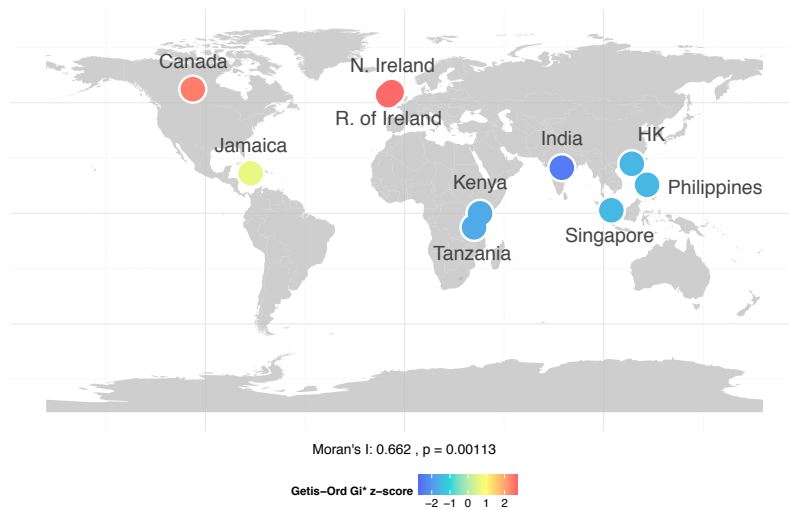 Canada
N. Ireland
R. of Ireland
Jamaica
India
HK
Kenya
Philippines
Singapore
Tanzania
Moran's I: 0.662 , p = 0.00113
Getis−Ord Gi* z−score
−2 −1 0 1 2